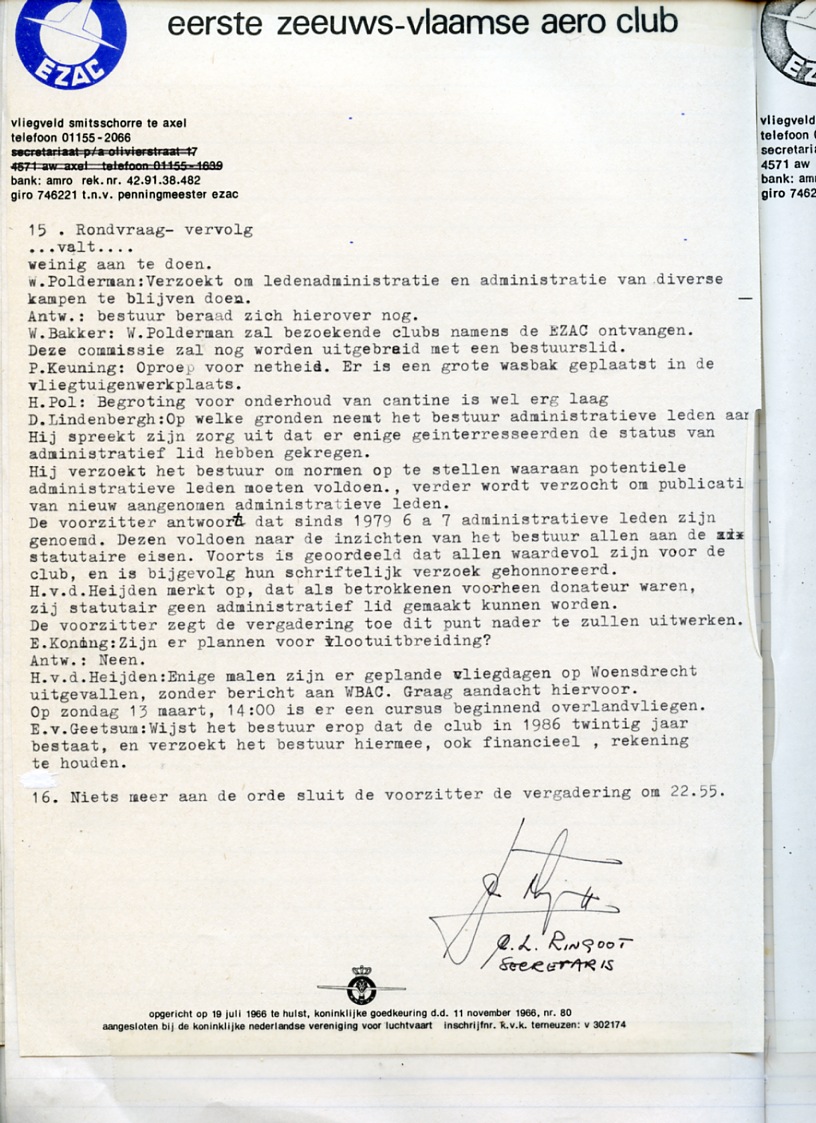 eerste zeeuws-vlaamse aero club
EZAC
vliegveld smitsschorre te axel
telefoon 01155-2066
secretariaat p/a olivierstraat 17
4571 aw axel telefoon 01155-1639
bank: amro rek.nr. 42.91.38.482
giro 746221 t.n.v. penningmeester ezac
15 . Rondvraag- vervolg
...valt....
weinig aan te doen.
W.Polderman:Verzoekt om ledenadministratie en administratie van diverse
kampen te blijven doen.
Antw.: bestuur beraad zich hierover nog.
W.Bakker: W.Polderman zal bezoekende clubs namens de EZAC ontvangen.
Deze commissie zal nog worden uitgebreid met een bestuurslid.
P.Keuning: Oproep voor netheid. Er is een grote wasbak geplaatst in de
vliegtuigenwerkplaats.
H.Pol: Begroting voor onderhoud van cantine is wel erg laag
D.Lindenbergh:Op welke gronden neemt het bestuur administratieve leden aan
Hij spreekt zijn zorg uit dat er enige geinterresseerden de status van
administratief lid hebben gekregen.
Hij verzoekt het bestuur om normen op te stellen waaraan potentiele
administratieve leden moeten voldoen., verder wordt verzocht om publicati
van nieuw aangenomen administratieve leden.
De voorzitter antwoort dat sinds 1979 6 a 7 administratieve leden zijn
genoemd. Dezen voldoen naar de inzichten van het bestuur allen aan de
statutaire eisen. Voorts is geoordeeld dat allen waardevol zijn voor de
club, en is bijgevolg hun schriftelijk verzoek gehonnoreerd.
H.v.d.Heijden merkt op, dat als betrokkenen voorheen donateur waren,
zij statutair geen administratief lid gemaakt kunnen worden.
De voorzitter zegt de vergadering toe dit punt nader te zullen uitwerken.
E.Koning:Zijn er plannen voor vlootuitbreiding?
Antw.: Neen.
H.v.d.Heijden:Enige malen zijn er geplande vliegdagen op Woensdrecht
uitgevallen, zonder bericht aan WBAC. Graag aandacht hiervoor.
Op zondag 13 maart, 14:00 is er een cursus beginnend overlandvliegen.
E.v.Geetsum:Wijst het bestuur erop dat de club in 1986 twintig jaar
bestaat, en verzoekt het bestuur hiermee, ook financieel , rekening
te houden.
16. Niets meer aan de orde sluit de voorzitter de vergadering om 22.55.
RINGOOT
SECRETARIS
opgericht op 19 juli 1966 te hulst, koninklijke goedkeuring d.d. 11 november 1966, nr. 80
aangesloten bij de koninklijke nederlandse vereniging voor luchtvaart inschrijfnr. k.v.k. terneuzen: v 302174
EZ
vliegveld
telefoon
secretari
4571 aw
bank: am
giro 7462